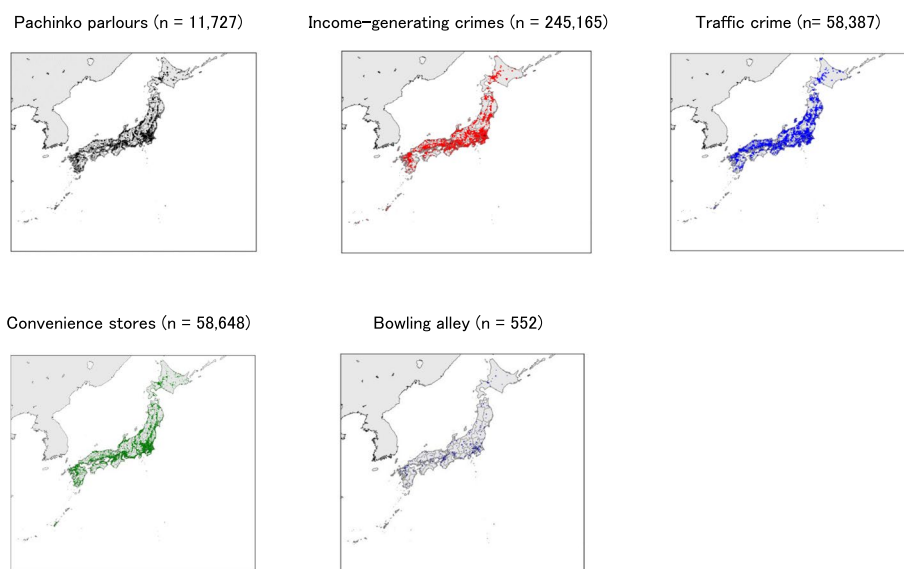 Pachinko parlours (n = 11,727)
Income-generating crimes (n = 245,165)
Traffic crime (n= 58,387)
Convenience stores (n = 58,648)
Bowling alley (n = 552)